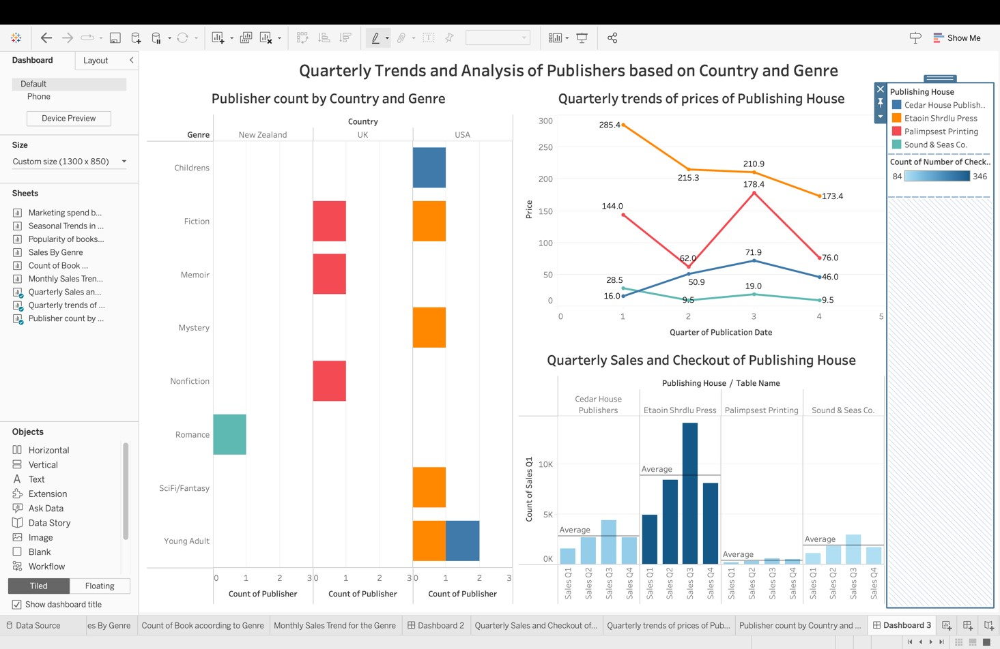 Show Me
Dashboard
Layout
Default
Phone
Device Preview
Size
Custom size (1300 x 850)
Sheets
Marketing spend b...
Seasonal Trends in ...
Popularity of books...
Sales By Genre
Count of Book ...
Monthly Sales Tren...
Quarterly Sales an...
Quarterly trends of ...
Publisher count by ...
Objects
Horizontal
Vertical
A Text
Extension
Ask Data
Data Story
Image
Blank
Workflow
Tiled
Floating
Show dashboard title
Quarterly Trends and Analysis of Publishers based on Country and Genre
Publisher count by Country and Genre
Country
Genre
New Zealand
UK
USA
Childrens
Fiction
Memoir
Mystery
Nonfiction
Romance
SciFi/Fantasy
Young Adult
0 1 2 3 0 1 2 3 0 1 2 3
Count of Publisher
Count of Publisher
Count of Publisher
Quarterly trends of prices of Publishing House
Price
300
250
200
150
100
50
0
285.4
215.3
210.9
173.4
144.0
62.0
178.4
76.0
16.0
50.9
71.9
46.0
28.5
9.5
19.0
9.5
0 1 2 3 4 5
Quarter of Publication Date
Quarterly Sales and Checkout of Publishing House
Publishing House / Table Name
Cedar House
Publishers
Etaoin Shrdlu Press
Palimpsest Printing
Sound & Seas Co.
Count of Sales Q1
10K
5K
0K
Average
Average
Average
Average
Sales Q1
Sales Q2
Sales Q3
Sales Q4
Sales Q1
Sales Q2
Sales Q3
Sales Q4
Sales Q1
Sales Q2
Sales Q3
Sales Q4
Sales Q1
Sales Q2
Sales Q3
Sales Q4
Publishing House
Cedar House Publish..
Etaoin Shrdlu Press
Palimpsest Printing
Sound & Seas Co.
Count of Number of Check..
84 346
Data Source
es By Genre
Count of Book acoording to Genre
Monthly Sales Trend for the Genre
Dashboard 2
Quarterly Sales and Checkout of...
Quarterly trends of prices of Pub...
Publisher count by Country and ...
Dashboard 3